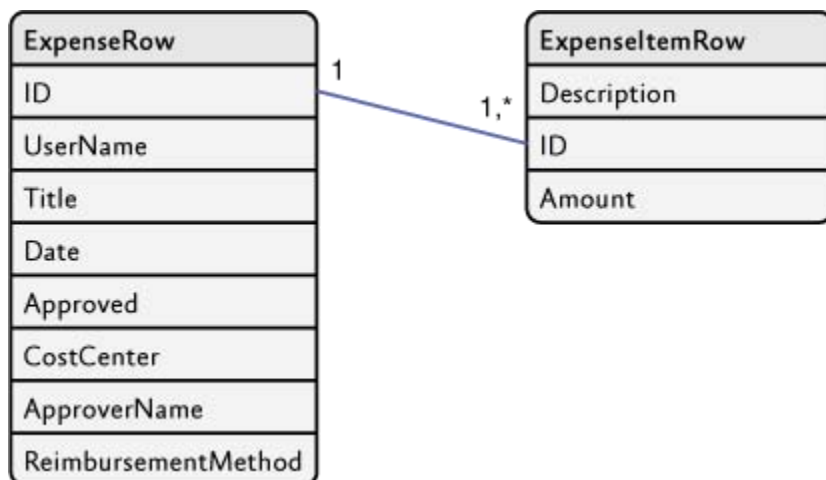 ExpenseRow
ID
UserName
Title
Date
Approved
CostCenter
ApproverName
ReimbursementMethod
1
1,*
ExpenseItemRow
Description
ID
Amount